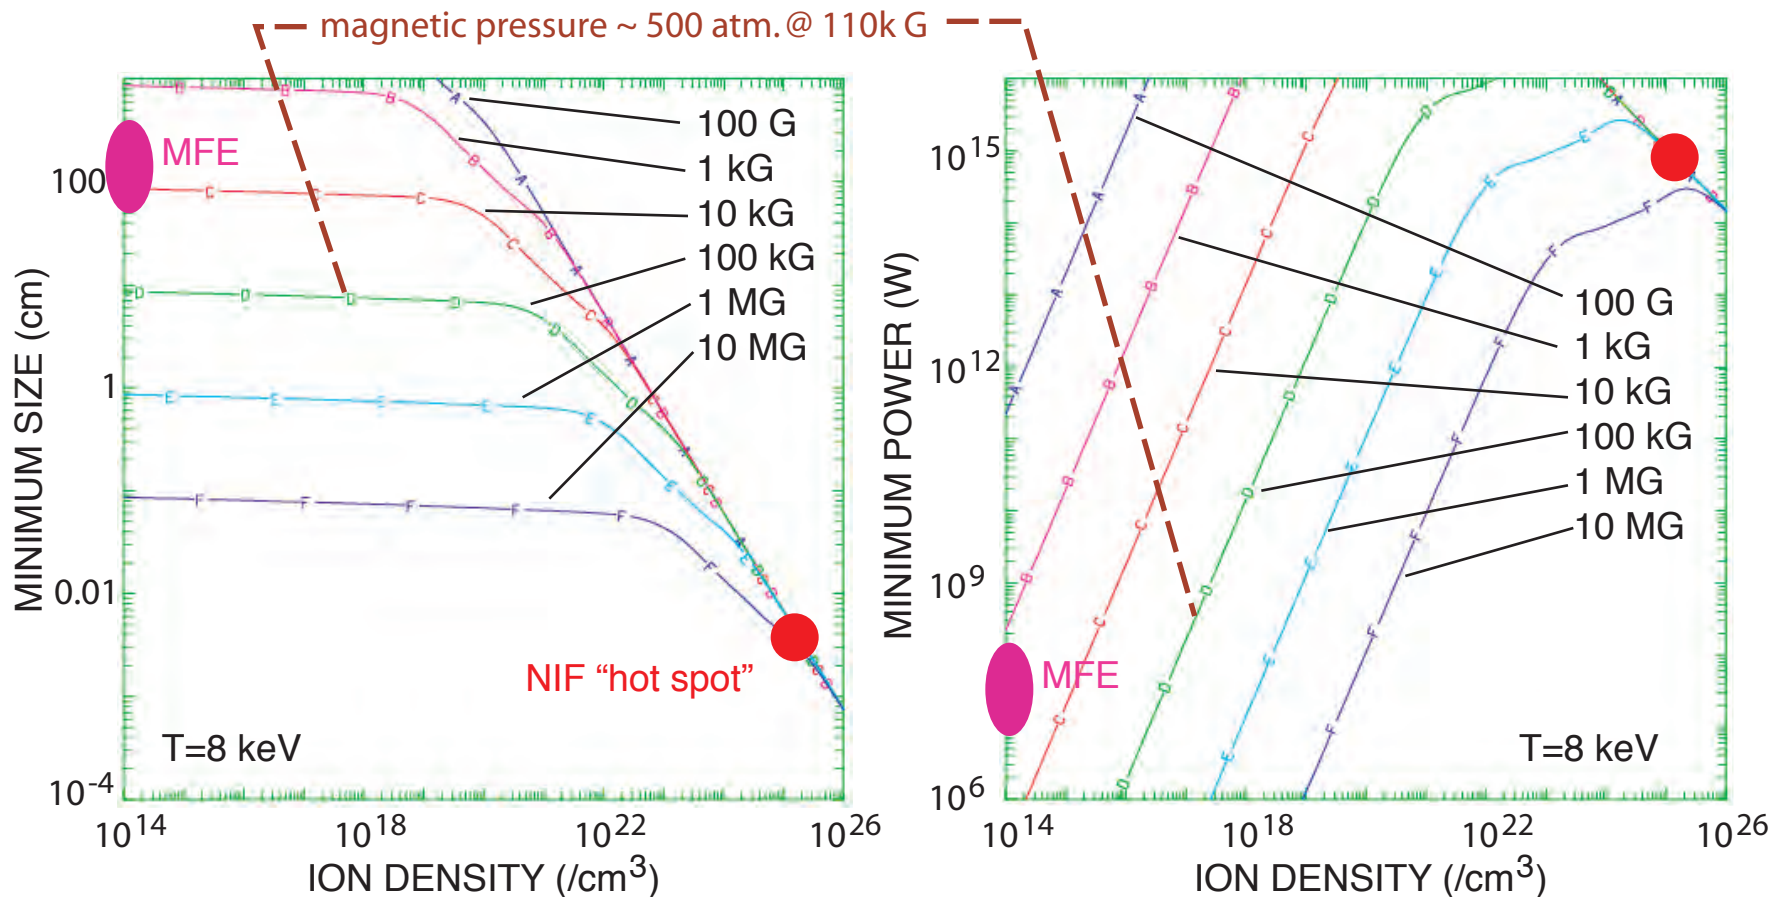 magnetic pressure ~ 500 atm. @ 110k G
MINIMUM SIZE (cm)
100
1
0.01
10⁻⁴
MFE
100 G
1 kG
10 kG
100 kG
1 MG
10 MG
NIF “hot spot”
T=8 keV
10¹⁴
10¹⁸
10²²
10²⁶
ION DENSITY (/cm³)
A
B
C
D
E
F
MINIMUM POWER (W)
10¹⁵
10¹²
10⁹
10⁶
MFE
100 G
1 kG
10 kG
100 kG
1 MG
10 MG
T=8 keV
10¹⁴
10¹⁸
10²²
10²⁶
ION DENSITY (/cm³)
A
B
C
D
E
F